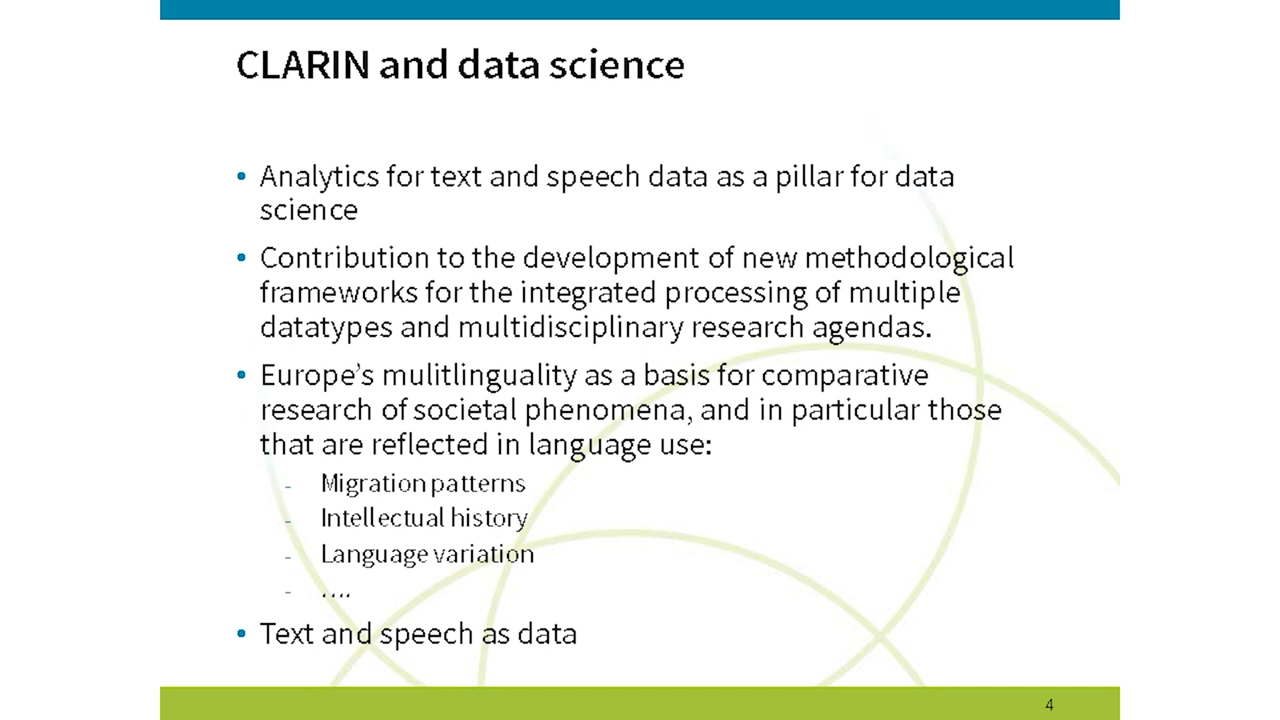 CLARIN and data science
• Analytics for text and speech data as a pillar for data
science
• Contribution to the development of new methodological
frameworks for the integrated processing of multiple
datatypes and multidisciplinary research agendas.
• Europe’s mulitlinguality as a basis for comparative
research of societal phenomena, and in particular those
that are reflected in language use:
- Migration patterns
- Intellectual history
- Language variation
- ....
• Text and speech as data
4